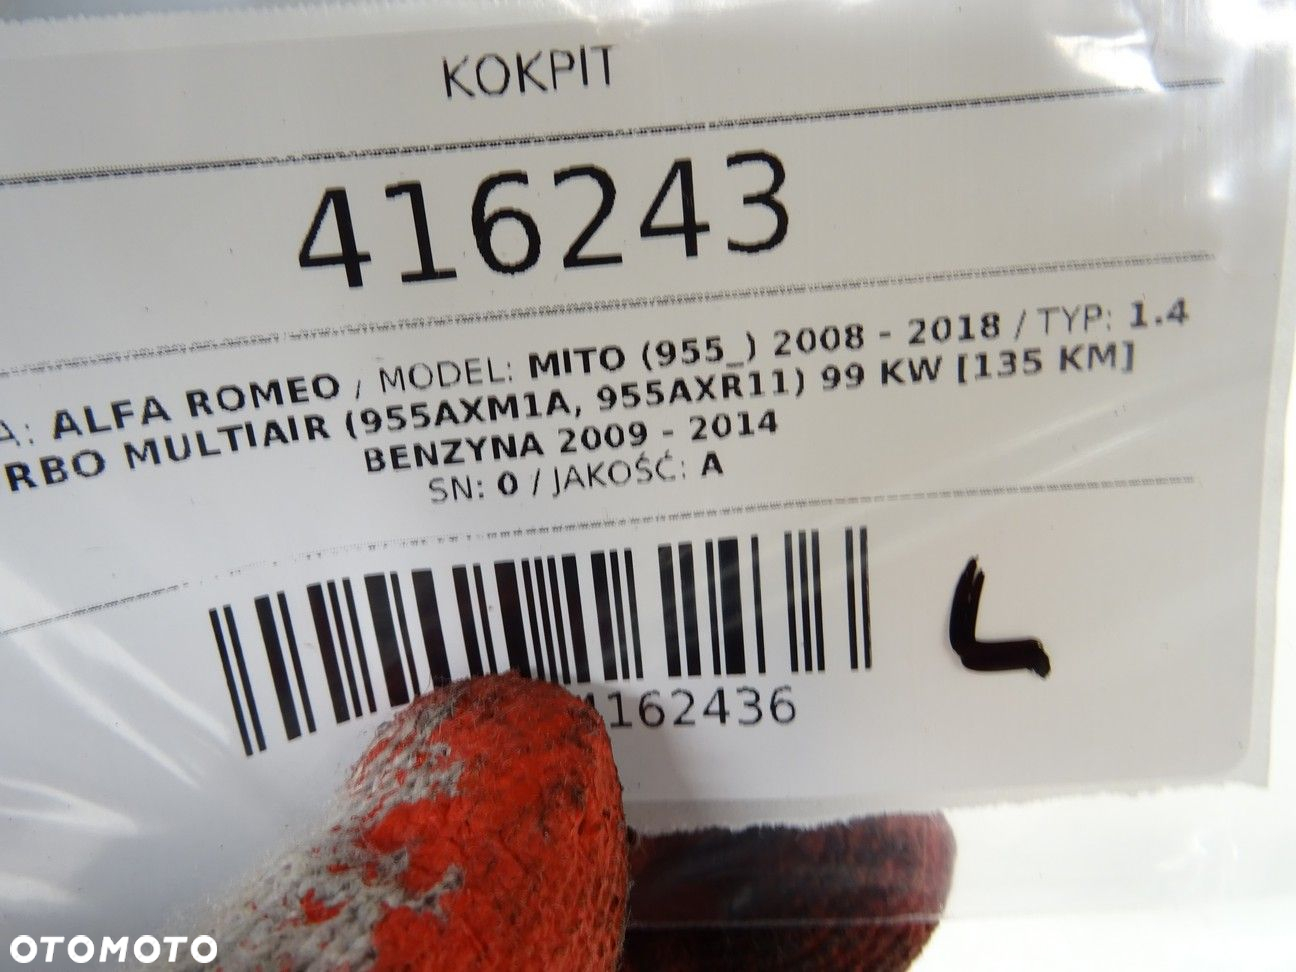 KOKPIT
416243
A: ALFA ROMEO / MODEL: MITO (955_) 2008 - 2018 / TYP: 1.4
RBO MULTIAIR (955AXM1A, 955AXR11) 99 KW [135 KM]
BENZYNA 2009 - 2014
SN: 0 / JAKOŚĆ: A
4162436
L
OTOMOTO